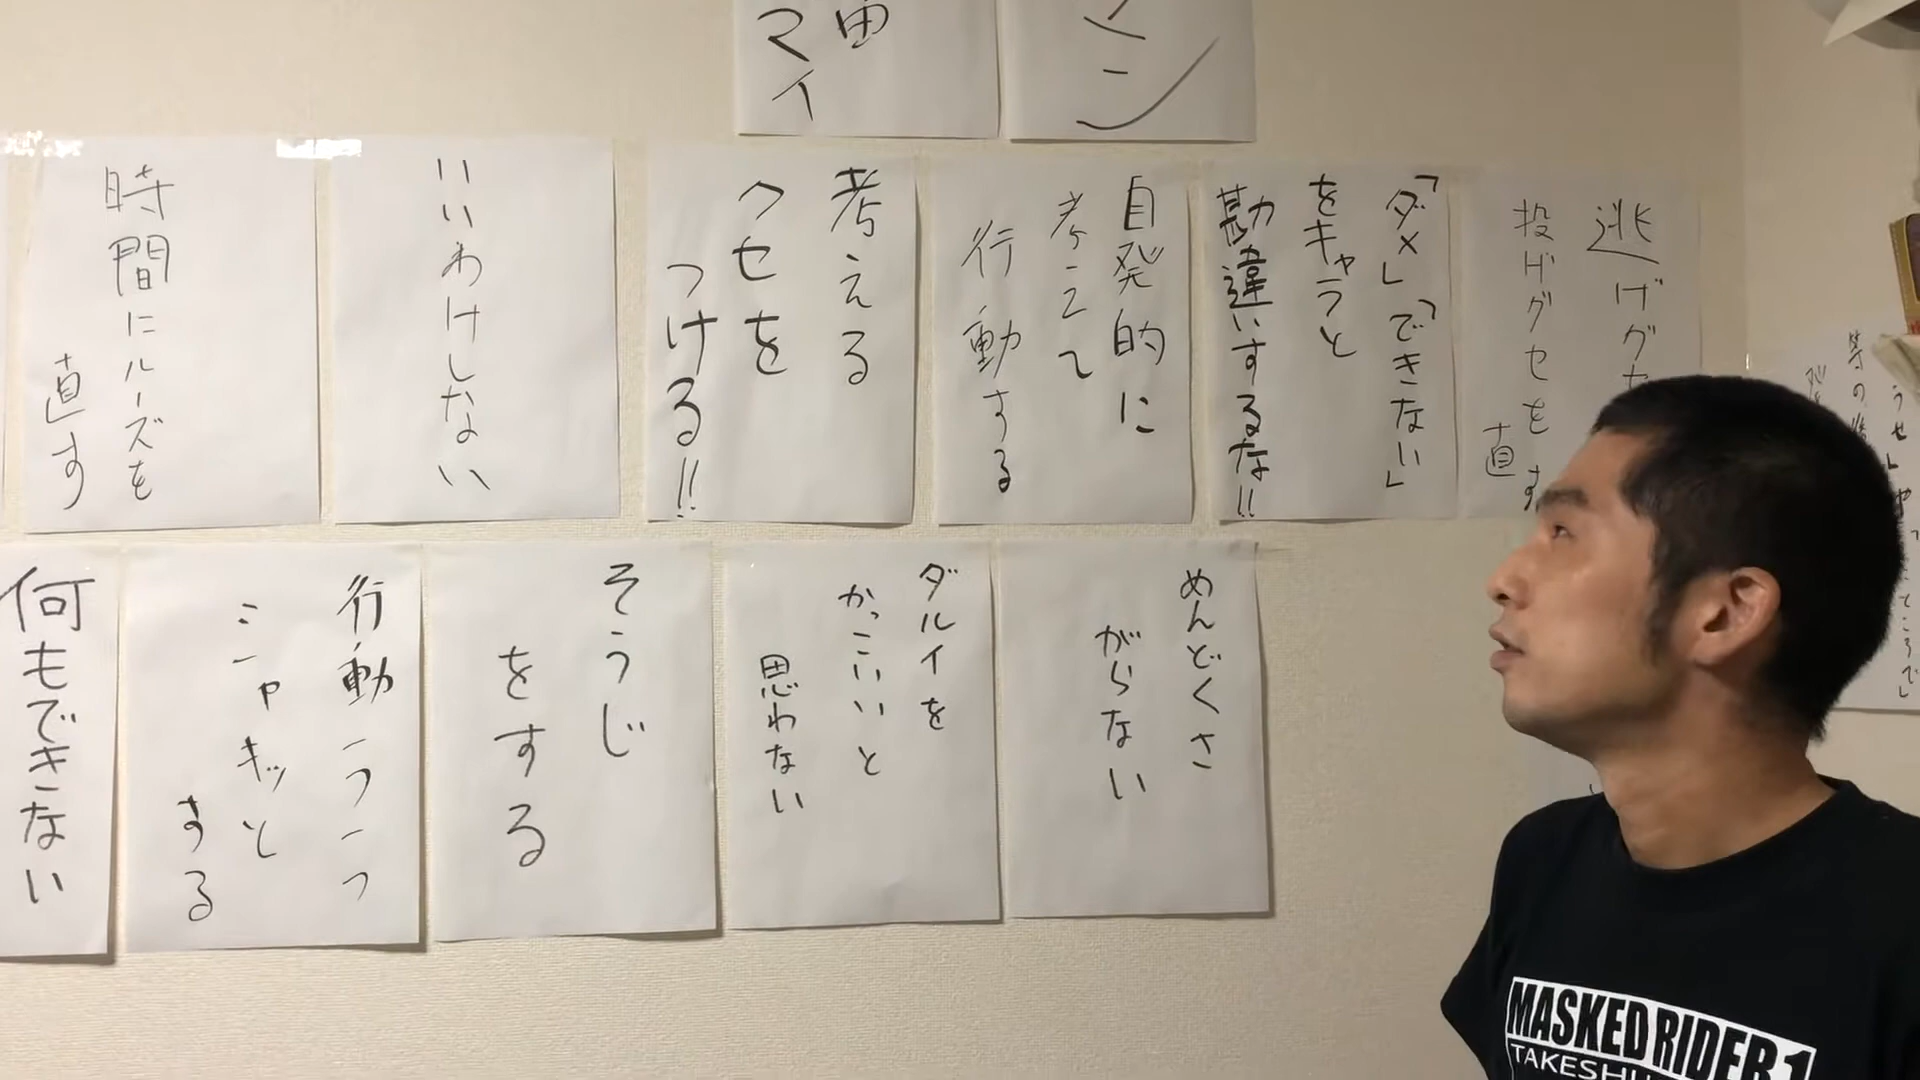 マン
マイ
逃げグセ
投げグセを
直す
「ダメ」「できない」
をキャラと
勘違いするな!!
自発的に
考えて
行動する
考える
クセを
つける!!
いいわけしない
時間にルーズを
直す
めんどくさ
がらない
ダルイを
かっこいいと
思わない
そうじ
をする
行動一つ一つ
シャキッと
する
何もできない
MASKED RIDER 1